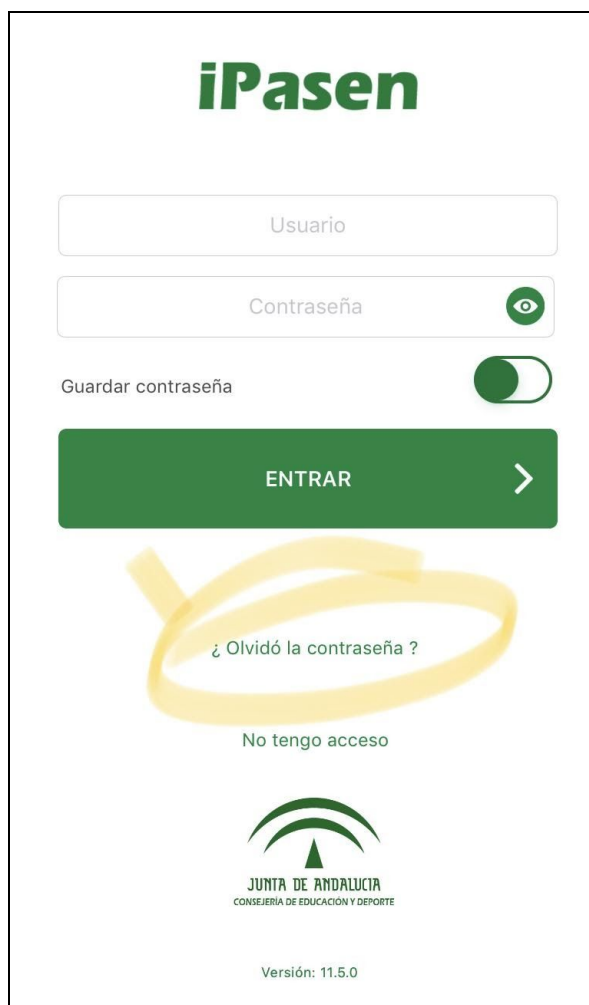 iPasen
Usuario
Contraseña
Guardar contraseña
ENTRAR
¿ Olvidó la contraseña ?
No tengo acceso
JUNTA DE ANDALUCIA
CONSEJERÍA DE EDUCACIÓN Y DEPORTE
Versión: 11.5.0